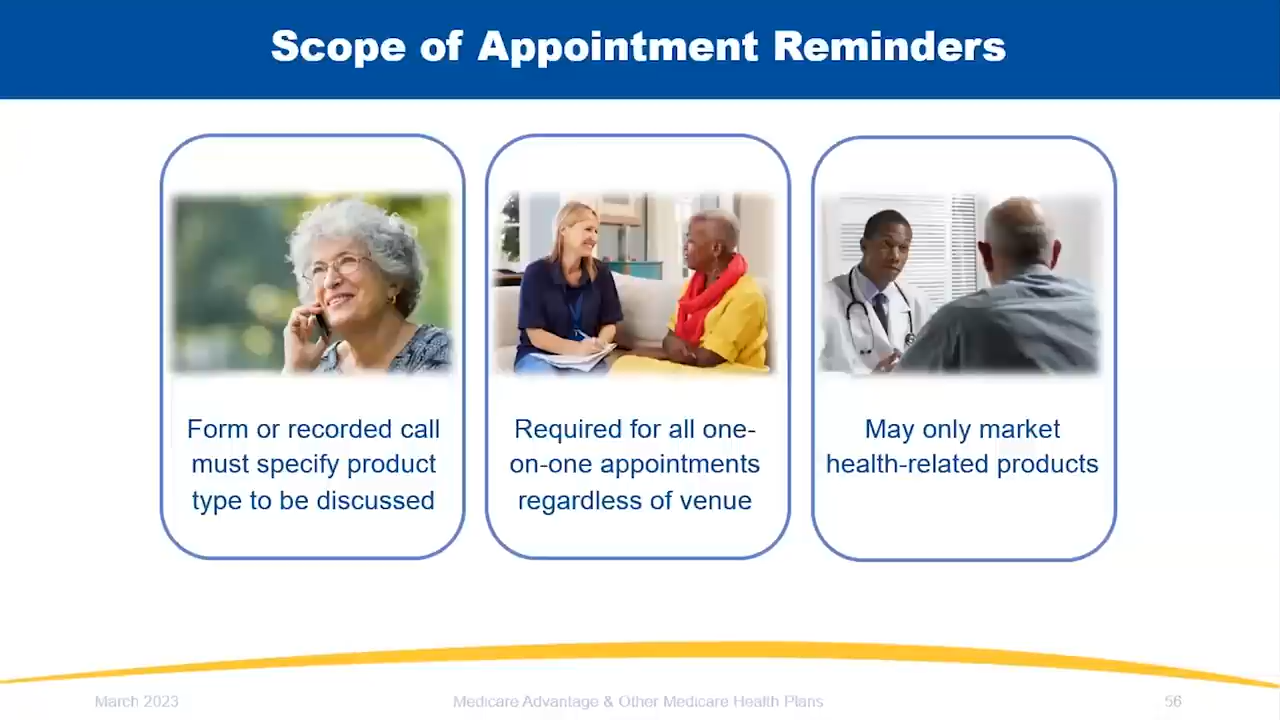 Scope of Appointment Reminders
Form or recorded call
must specify product
type to be discussed
Required for all one-
on-one appointments
regardless of venue
May only market
health-related products
March 2023
Medicare Advantage & Other Medicare Health Plans
56